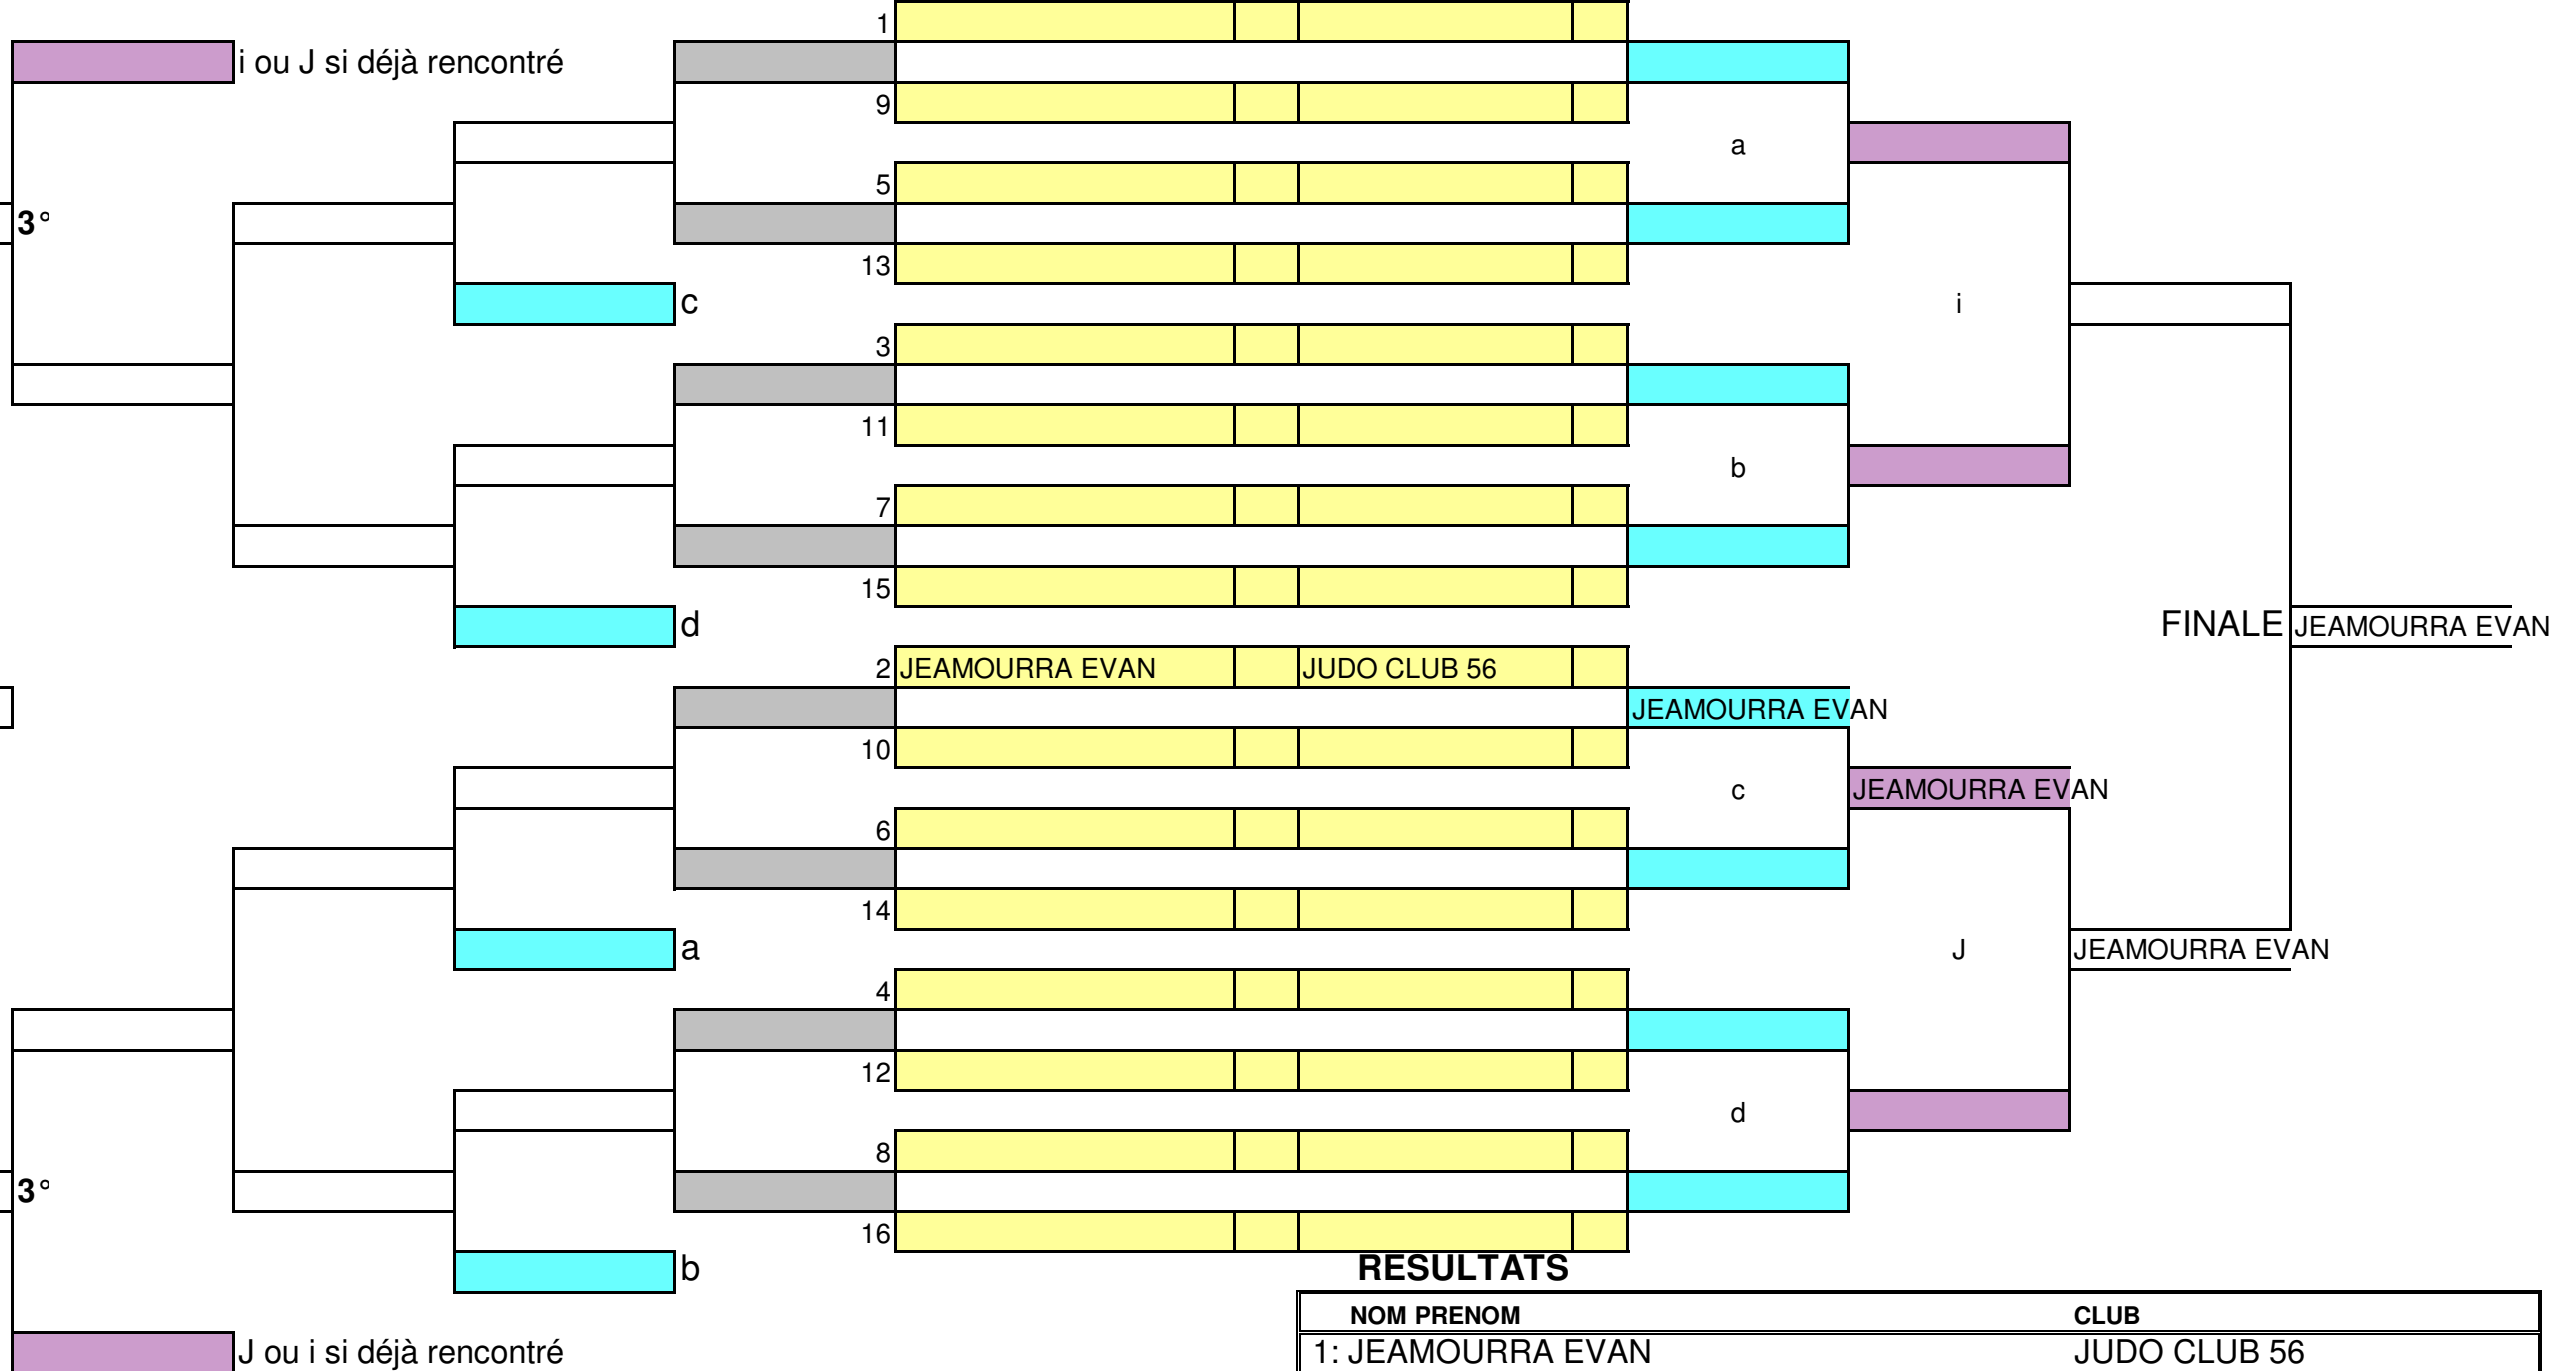 1
i ou J si déjà rencontré
9
a
5
3°
13
c
i
3
11
b
7
15
d
FINALE JEAMOURRA EVAN
2 JEAMOURRA EVAN JUDO CLUB 56
JEAMOURRA EVAN
10
c
JEAMOURRA EVAN
6
14
a
J
JEAMOURRA EVAN
4
12
d
8
3°
16
b
RESULTATS
NOM PRENOM CLUB
J ou i si déjà rencontré
1: JEAMOURRA EVAN JUDO CLUB 56